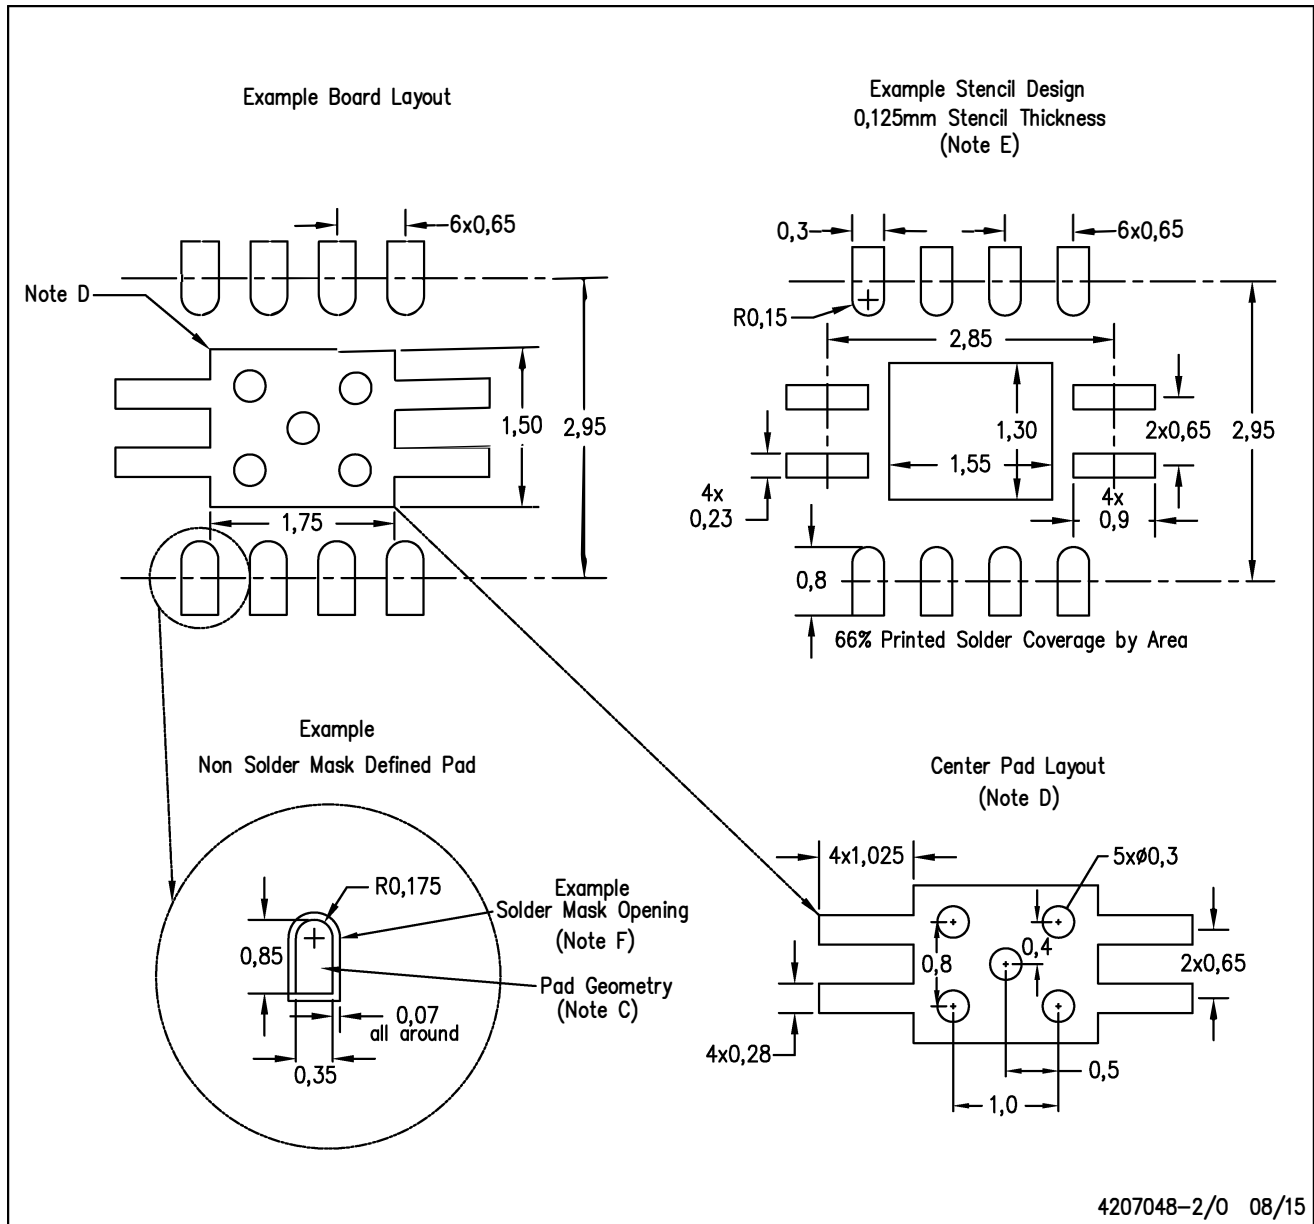 Example Board Layout
6x0,65
Note D
1,50
2,95
1,75
Example Stencil Design
0,125mm Stencil Thickness
(Note E)
0,3
6x0,65
R0,15
2,85
1,30
1,55
2x0,65
2,95
4x
0,23
4x
0,9
0,8
66% Printed Solder Coverage by Area
Example
Non Solder Mask Defined Pad
R0,175
Example
Solder Mask Opening
(Note F)
0,85
Pad Geometry
(Note C)
0,07
all around
0,35
Center Pad Layout
(Note D)
4x1,025
5xø0,3
0,4
0,8
2x0,65
4x0,28
0,5
1,0
4207048-2/O 08/15